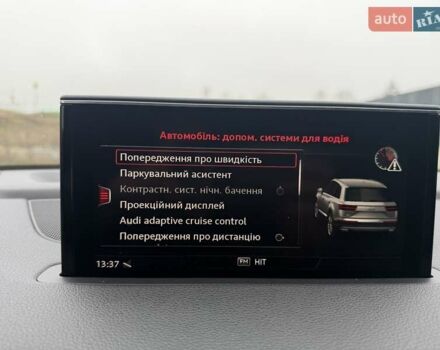 auto RIA
Автомобіль: допом. системи для водія
Попередження про швидкість
Паркувальний асистент
Контрастн. сист. нічн. бачення
Проекційний дисплей
Audi adaptive cruise control
Попередження про дистанцію
13:37
FM HIT